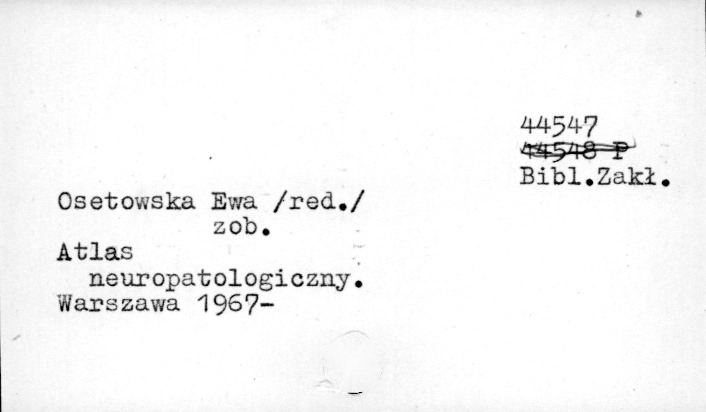 44547
44548 P
Bibl.Zakł.
Osetowska Ewa /red./
zob.
Atlas
neuropatologiczny.
Warszawa 1967-